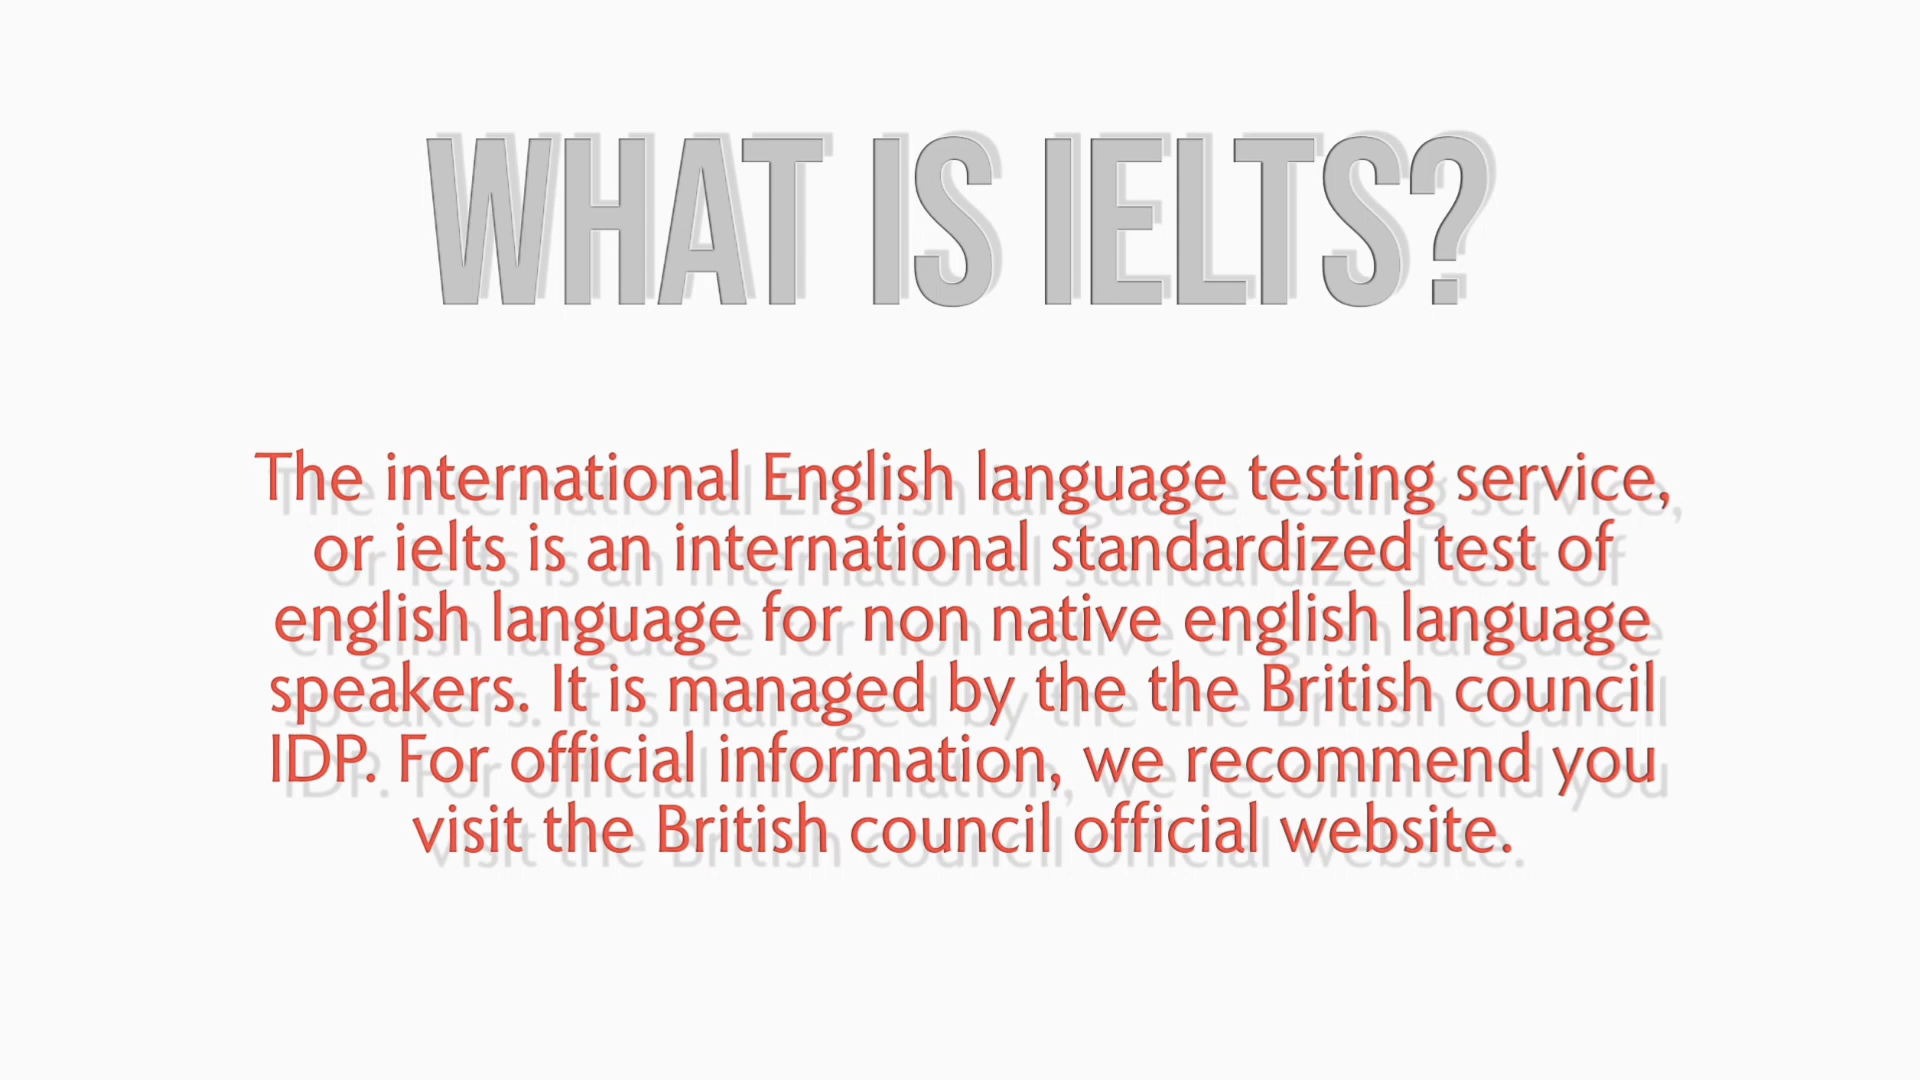 WHAT IS IELTS?
The international English language testing service,
or ielts is an international standardized test of
english language for non native english language
speakers. It is managed by the the British council
IDP. For official information, we recommend you
visit the British council official website.